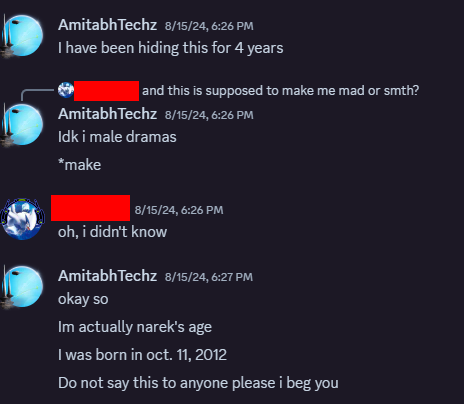 AmitabhTechz 8/15/24, 6:26 PM
I have been hiding this for 4 years
and this is supposed to make me mad or smth?
AmitabhTechz 8/15/24, 6:26 PM
Idk i male dramas
*make
8/15/24, 6:26 PM
oh, i didn't know
AmitabhTechz 8/15/24, 6:27 PM
okay so
Im actually narek's age
I was born in oct. 11, 2012
Do not say this to anyone please i beg you